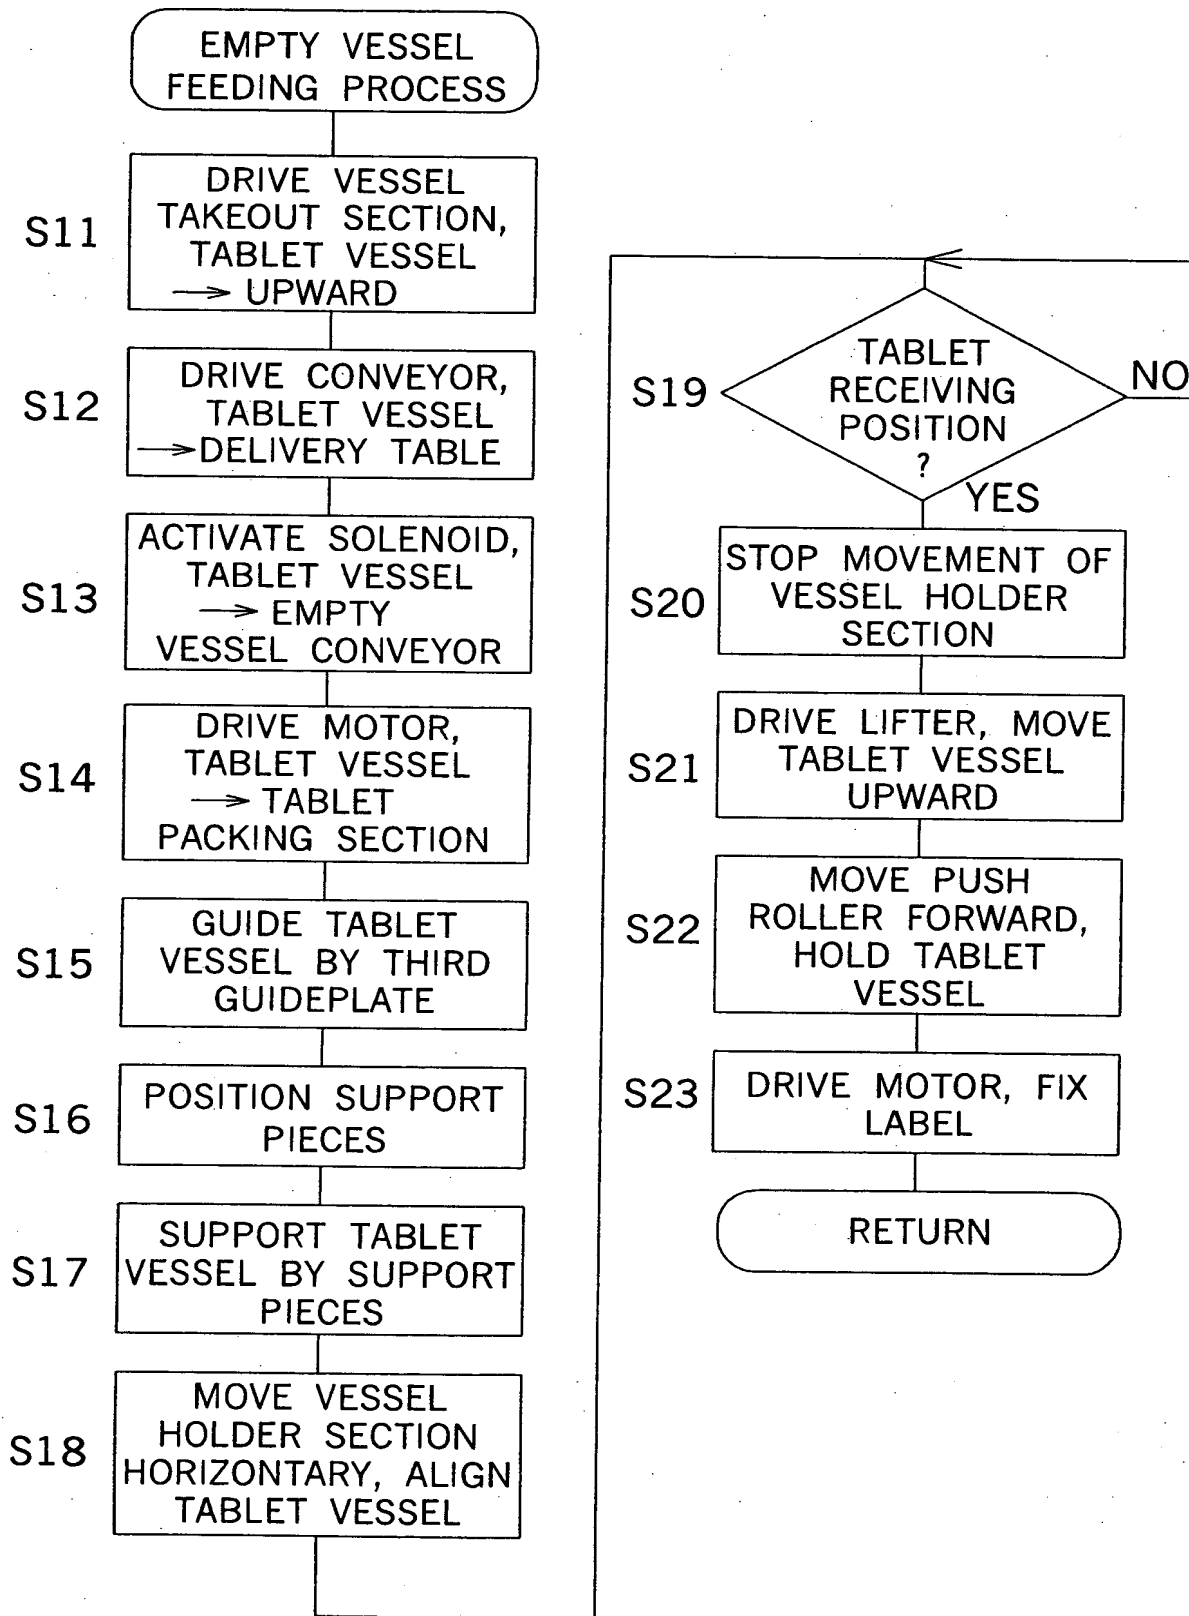 EMPTY VESSEL
FEEDING PROCESS
S11
DRIVE VESSEL
TAKEOUT SECTION,
TABLET VESSEL
→ UPWARD
S12
DRIVE CONVEYOR,
TABLET VESSEL
→ DELIVERY TABLE
S13
ACTIVATE SOLENOID,
TABLET VESSEL
→ EMPTY
VESSEL CONVEYOR
S14
DRIVE MOTOR,
TABLET VESSEL
→ TABLET
PACKING SECTION
S15
GUIDE TABLET
VESSEL BY THIRD
GUIDEPLATE
S16
POSITION SUPPORT
PIECES
S17
SUPPORT TABLET
VESSEL BY SUPPORT
PIECES
S18
MOVE VESSEL
HOLDER SECTION
HORIZONTARY, ALIGN
TABLET VESSEL
S19
TABLET
RECEIVING
POSITION
?
NO
YES
S20
STOP MOVEMENT OF
VESSEL HOLDER
SECTION
S21
DRIVE LIFTER, MOVE
TABLET VESSEL
UPWARD
S22
MOVE PUSH
ROLLER FORWARD,
HOLD TABLET
VESSEL
S23
DRIVE MOTOR, FIX
LABEL
RETURN